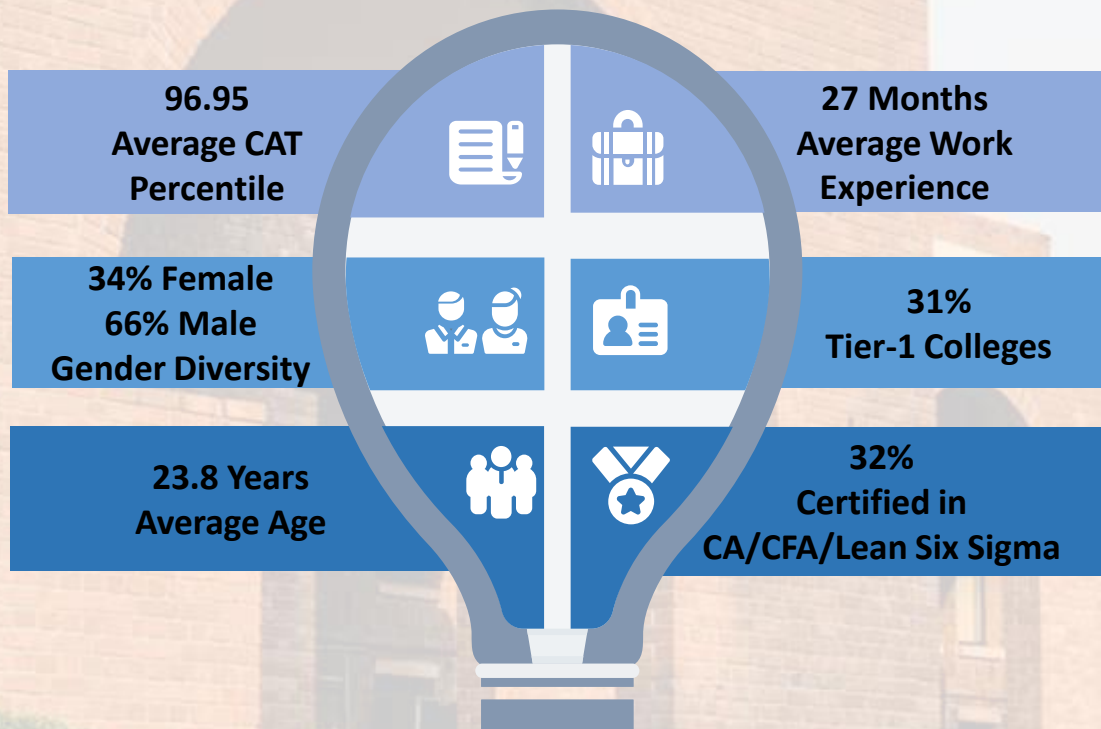 96.95
Average CAT
Percentile
27 Months
Average Work
Experience
34% Female
66% Male
Gender Diversity
31%
Tier-1 Colleges
23.8 Years
Average Age
32%
Certified in
CA/CFA/Lean Six Sigma